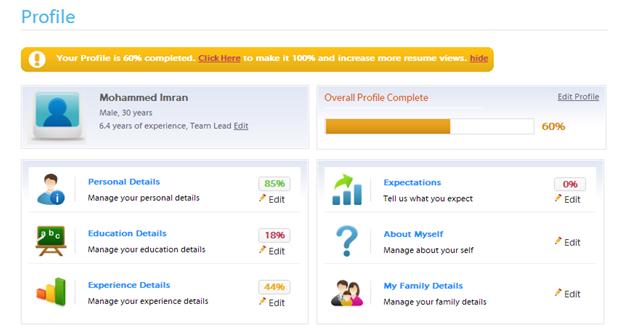 Profile
Your Profile is 60% completed. Click Here to make it 100% and increase more resume views. hide
Mohammed Imran
Male, 30 years
6.4 years of experience, Team Lead Edit
Overall Profile Complete
Edit Profile
60%
Personal Details
85%
Manage your personal details
Edit
Education Details
18%
Manage your education details
Edit
Experience Details
44%
Manage your experience details
Edit
Expectations
0%
Tell us what you expect
Edit
About Myself
Manage about your self
Edit
My Family Details
Manage your family details
Edit
abc